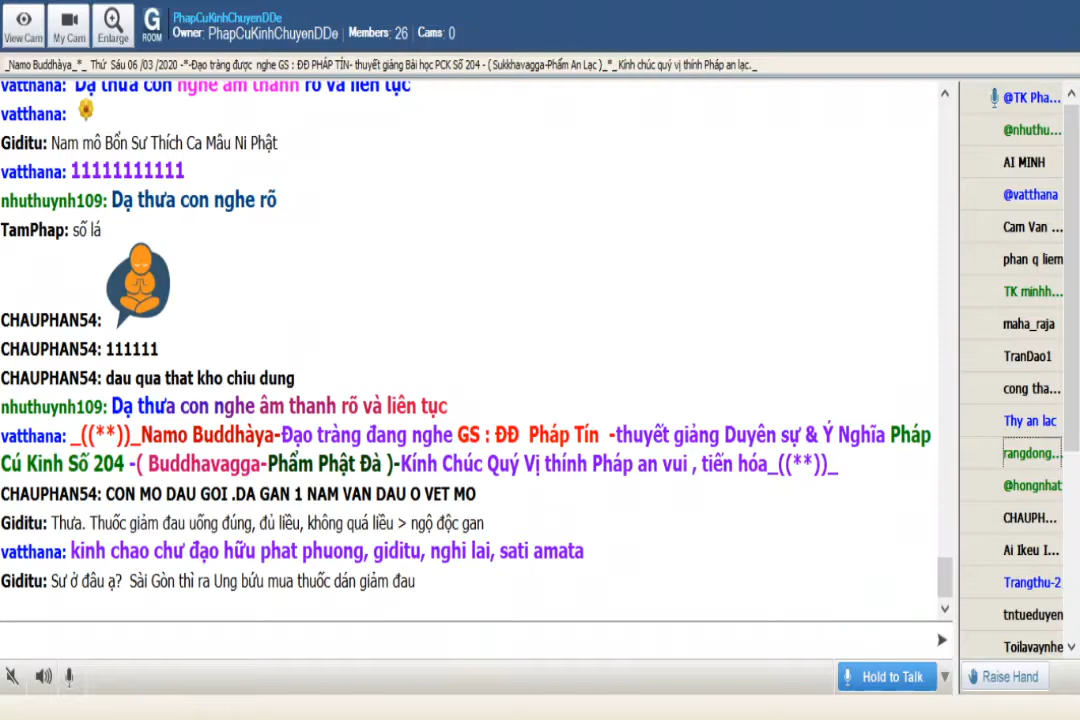 View Cam
My Cam
Enlarge
G
ROOM
PhapCuKinhChuyenDDe
Owner: PhapCuKinhChuyenDDe | Members: 26 | Cams: 0
_Namo Buddhàya_*_ Thứ Sáu 06 /03 /2020 -*-Đạo tràng được nghe GS : ĐĐ PHÁP TÍN- thuyết giảng Bài học PCK Số 204 - ( Sukkhavagga-Phẩm An Lạc )_*_Kính chúc quý vị thính Pháp an lạc._
vatthana: Dạ thưa con nghe âm thanh rõ và liên tục
vatthana:
Giditu: Nam mô Bổn Sư Thích Ca Mâu Ni Phật
vatthana: 11111111111
nhuthuynh109: Dạ thưa con nghe rõ
TamPhap: số lá
CHAUPHAN54:
CHAUPHAN54: 111111
CHAUPHAN54: dau qua that kho chiu dung
nhuthuynh109: Dạ thưa con nghe âm thanh rõ và liên tục
vatthana: _((**))_Namo Buddhàya-Đạo tràng đang nghe GS : ĐĐ Pháp Tín -thuyết giảng Duyên sự & Ý Nghĩa Pháp
Cú Kinh Số 204 -( Buddhavagga-Phẩm Phật Đà )-Kính Chúc Quý Vị thính Pháp an vui , tiến hóa_((**))_
CHAUPHAN54: CON MO DAU GOI .DA GAN 1 NAM VAN DAU O VET MO
Giditu: Thưa. Thuốc giảm đau uống đúng, đủ liều, không quá liều > ngộ độc gan
vatthana: kinh chao chư đạo hữu phat phuong, giditu, nghi lai, sati amata
Giditu: Sư ở đâu ạ? Sài Gòn thì ra Ung bứu mua thuốc dán giảm đau
@TK Pha...
@nhuthu...
AI MINH
@vatthana
Cam Van ...
phan q liem
TK minhh...
maha_raja
TranDao1
cong tha...
Thy an lac
rangdong...
@hongnhat
CHAUPH...
Ai Ikeu I...
Trangthu-2
tntueduyen
Toilavaynhe
Hold to Talk
Raise Hand